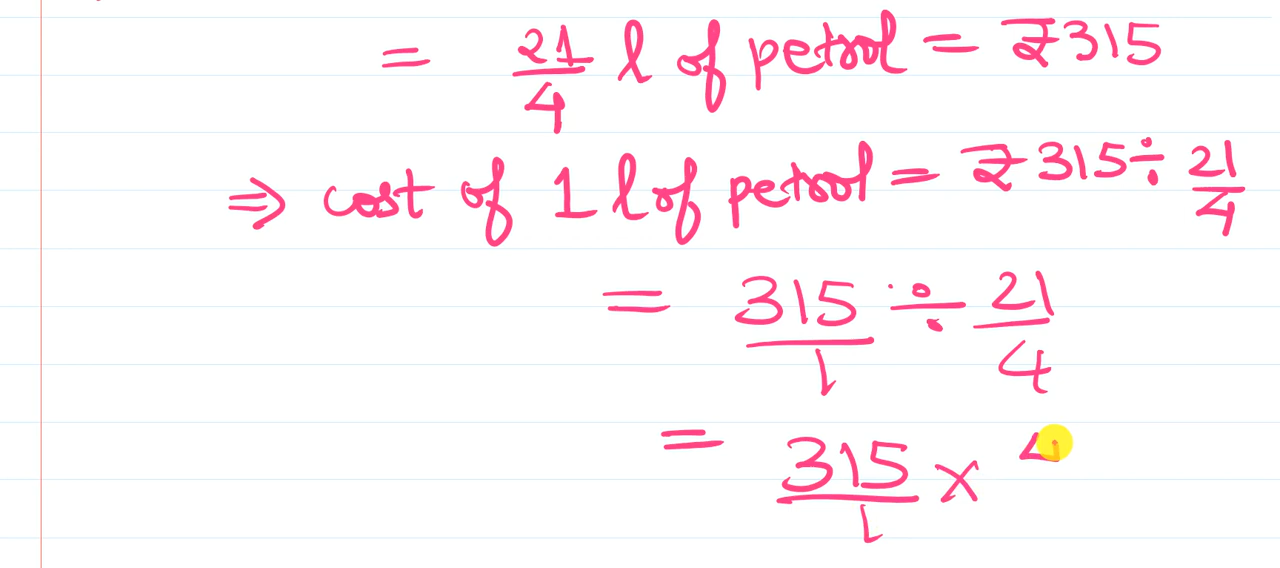 = 21/4 l of petrol = ₹315
⇒ cost of 1 l of petrol = ₹315 ÷ 21/4
= 315/1 ÷ 21/4
= 315/1 × 4